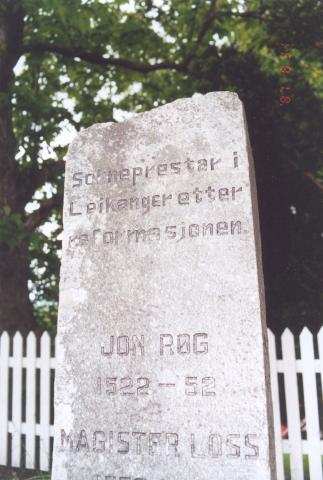 Sokneprestar i
Leikanger etter
reformasjonen.
JON RØG
1522 - 52
MAGISTER LOSS